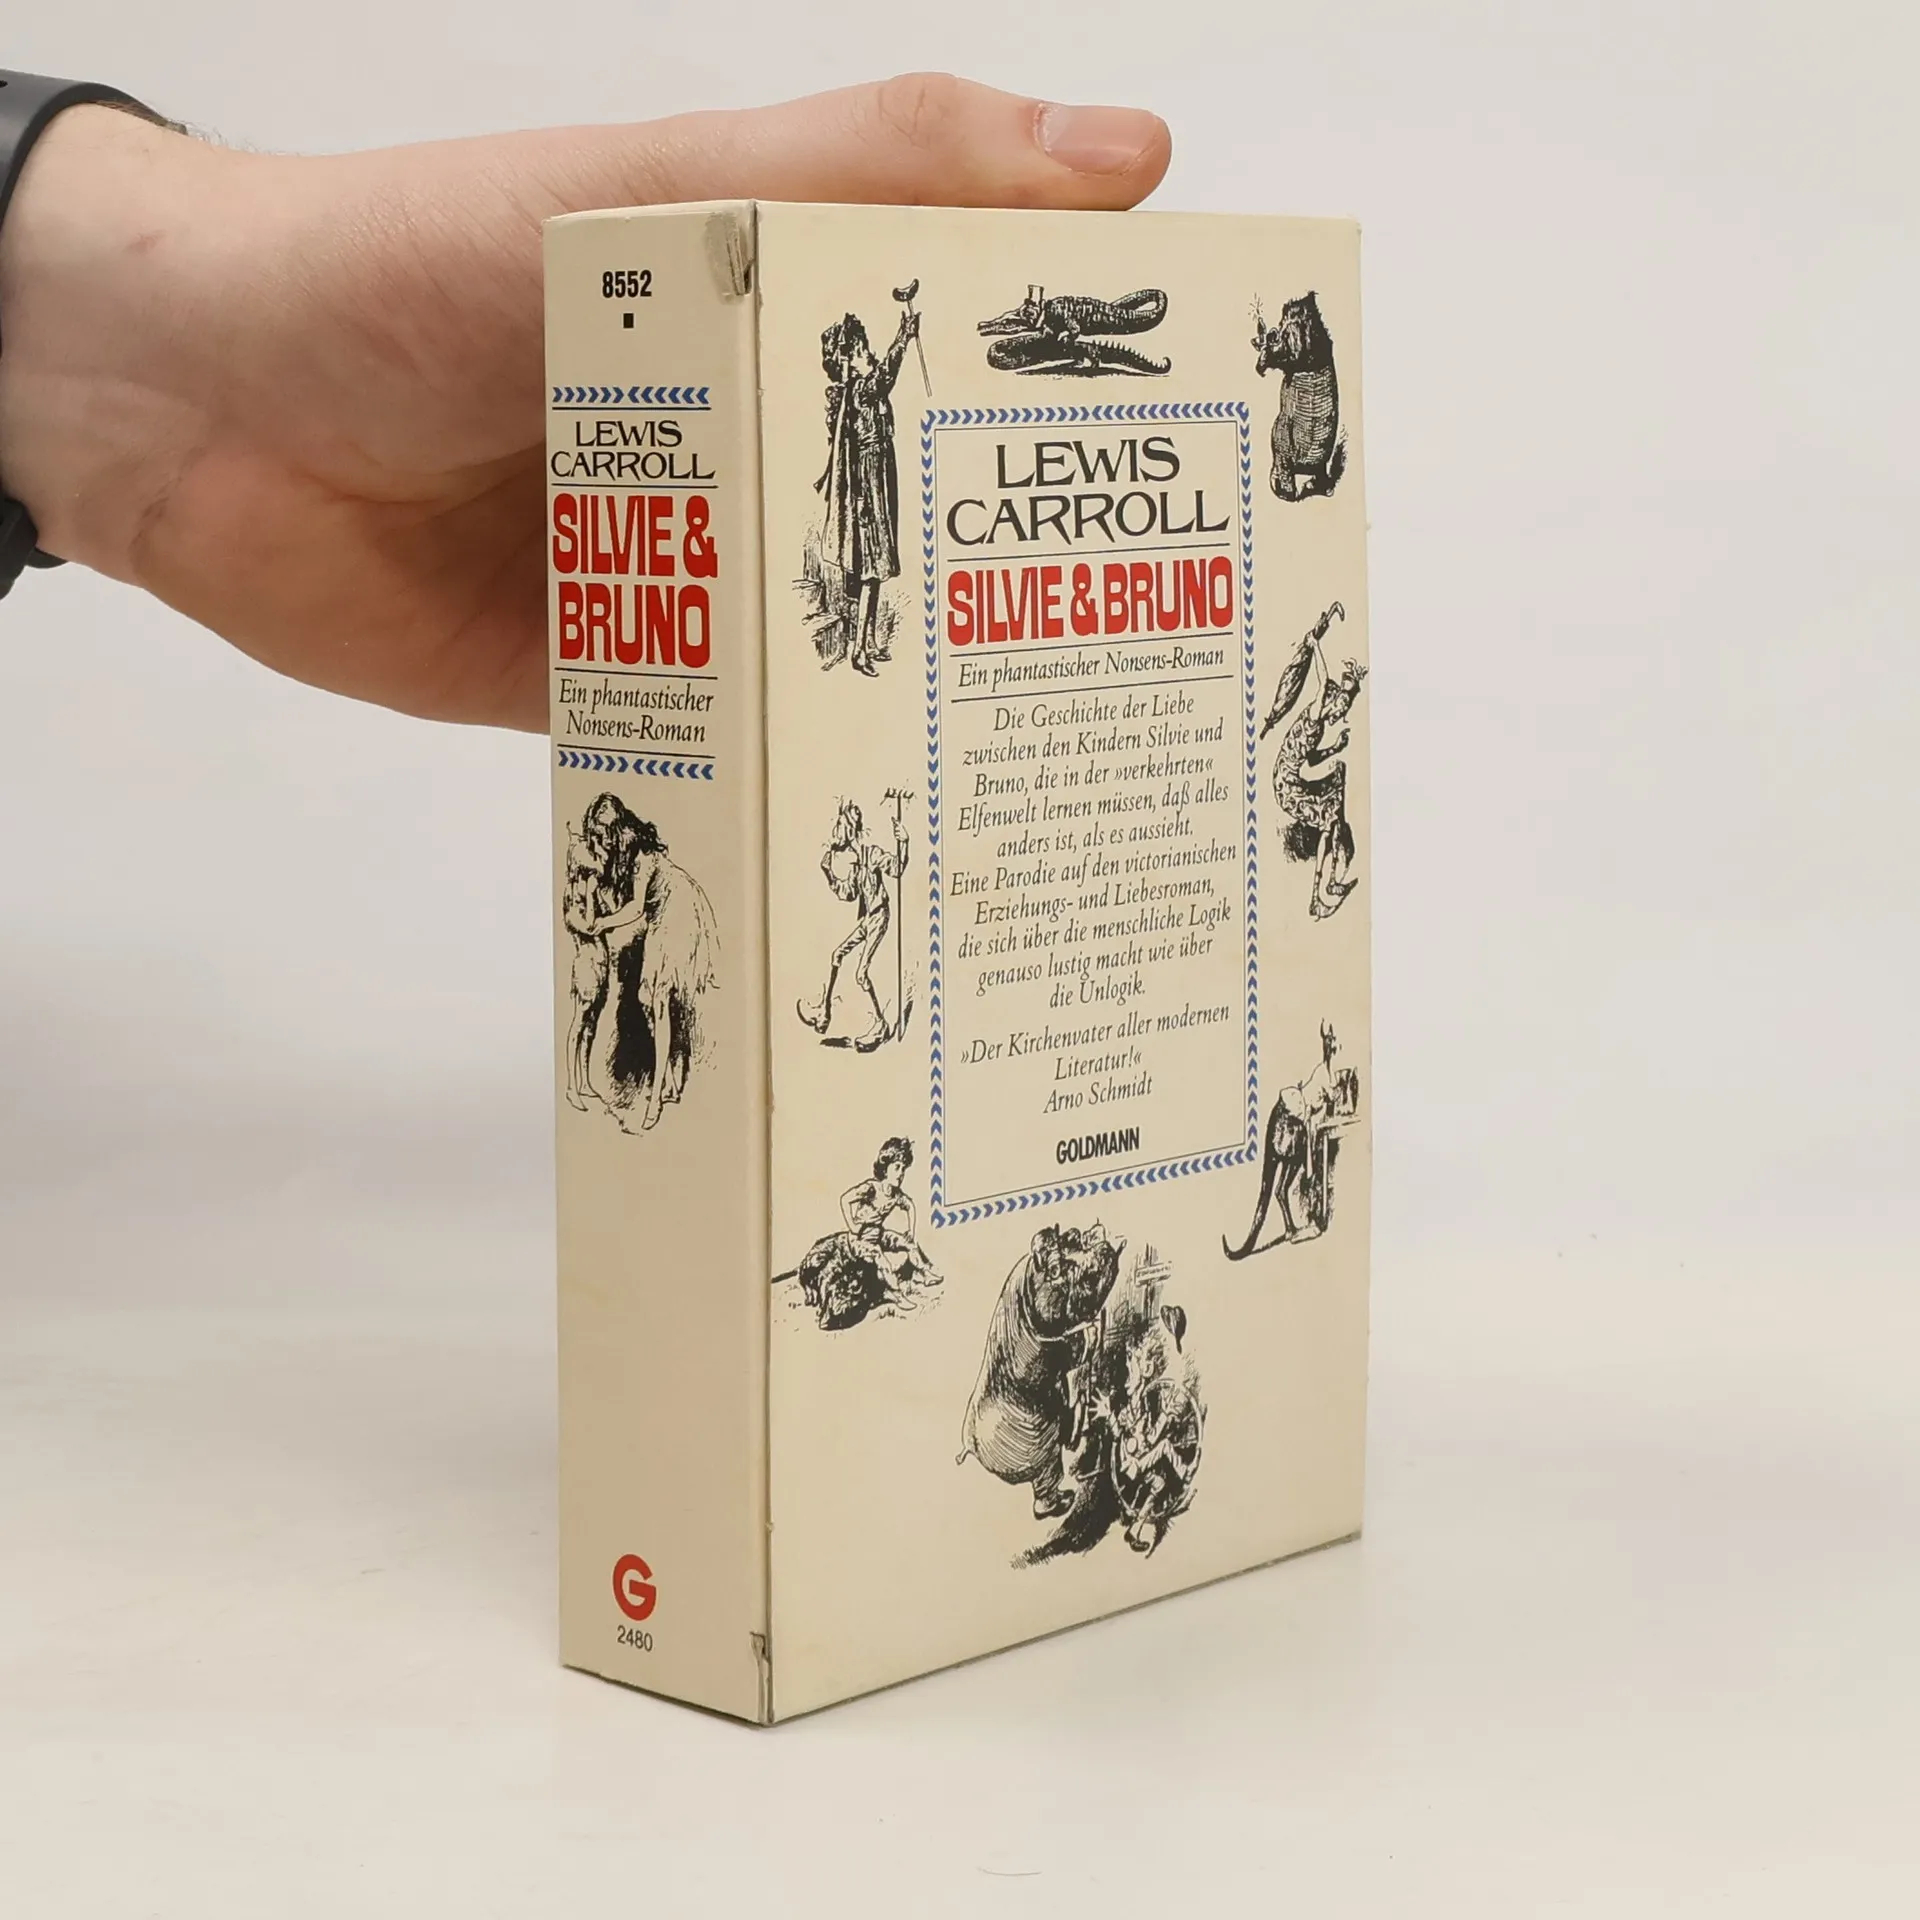 8552
LEWIS
CARROLL
SILVIE &
BRUNO
Ein phantastischer
Nonsens-Roman
G
2480
LEWIS
CARROLL
SILVIE & BRUNO
Ein phantastischer Nonsens-Roman
Die Geschichte der Liebe
zwischen den Kindern Silvie und
Bruno, die in der »verkehrten«
Elfenwelt lernen müssen, daß alles
anders ist, als es aussieht.
Eine Parodie auf den victorianischen
Erziehungs- und Liebesroman,
die sich über die menschliche Logik
genauso lustig macht wie über
die Unlogik.
»Der Kirchenvater aller modernen
Literatur!«
Arno Schmidt
GOLDMANN